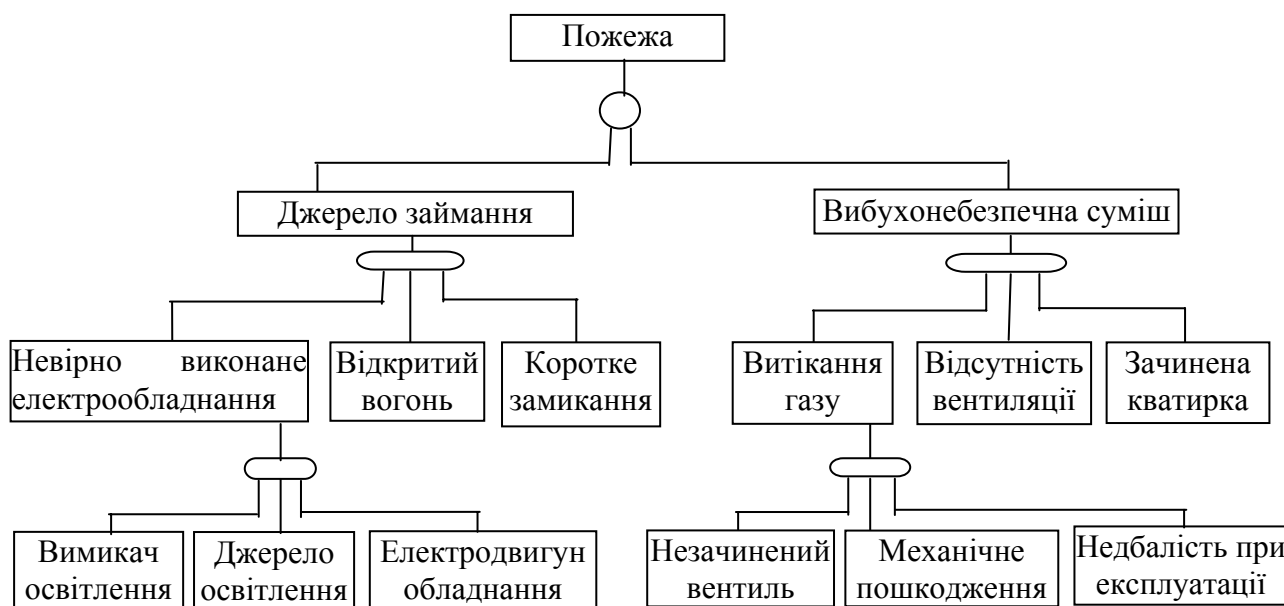 Пожежа
Джерело займання
Вибухонебезпечна суміш
Невірно виконане
електрообладнання
Відкритий
вогонь
Коротке
замикання
Витікання
газу
Відсутність
вентиляції
Зачинена
кватирка
Вимикач
освітлення
Джерело
освітлення
Електродвигун
обладнання
Незачинений
вентиль
Механічне
пошкодження
Недбалість при
експлуатації